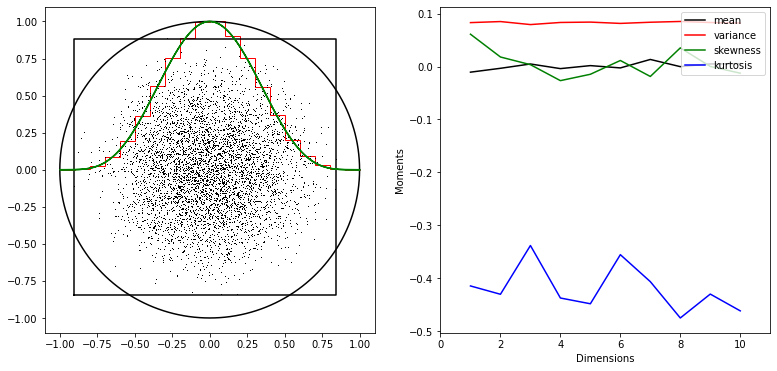 1.00
0.75
0.50
0.25
0.00
−0.25
−0.50
−0.75
−1.00
−1.00 −0.75 −0.50 −0.25 0.00 0.25 0.50 0.75 1.00
0.1
0.0
−0.1
−0.2
−0.3
−0.4
−0.5
Moments
mean
variance
skewness
kurtosis
0 2 4 6 8 10
Dimensions